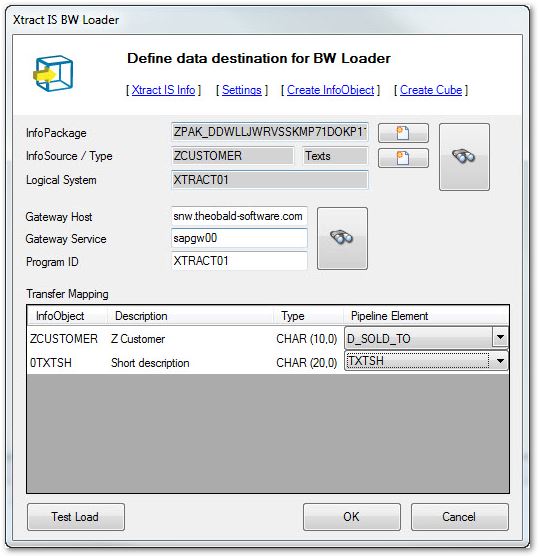 Xtract IS BW Loader
Define data destination for BW Loader
[ Xtract IS Info ] [ Settings ] [ Create InfoObject ] [ Create Cube ]
InfoPackage ZPAK_DDWLLJWRVSSKMP71DOKP1
InfoSource / Type ZCUSTOMER Texts
Logical System XTRACT01
Gateway Host snw.theobald-software.com
Gateway Service sapgw00
Program ID XTRACT01
Transfer Mapping
InfoObject Description Type Pipeline Element
ZCUSTOMER Z Customer CHAR (10,0) D_SOLD_TO
0TXTSH Short description CHAR (20,0) TXTSH
Test Load OK Cancel